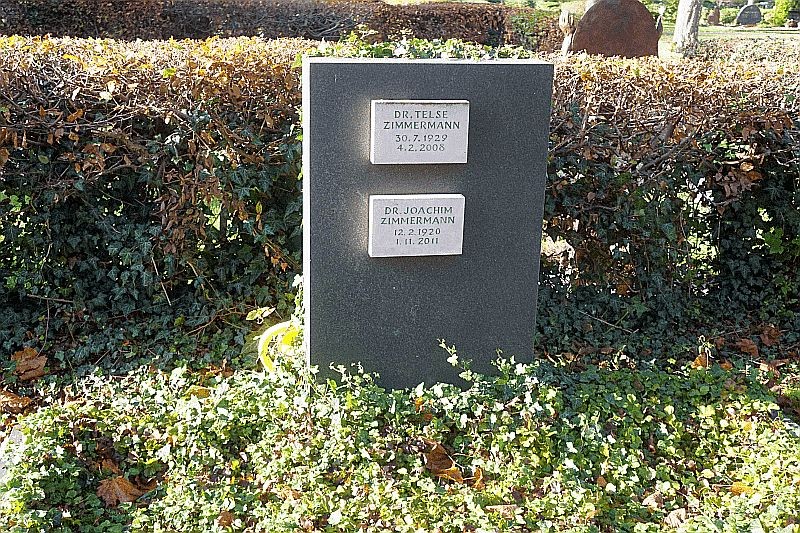 DR. TELSE
ZIMMERMANN
30.7.1929
4.2.2008
DR. JOACHIM
ZIMMERMANN
12.2.1920
1.11.2011